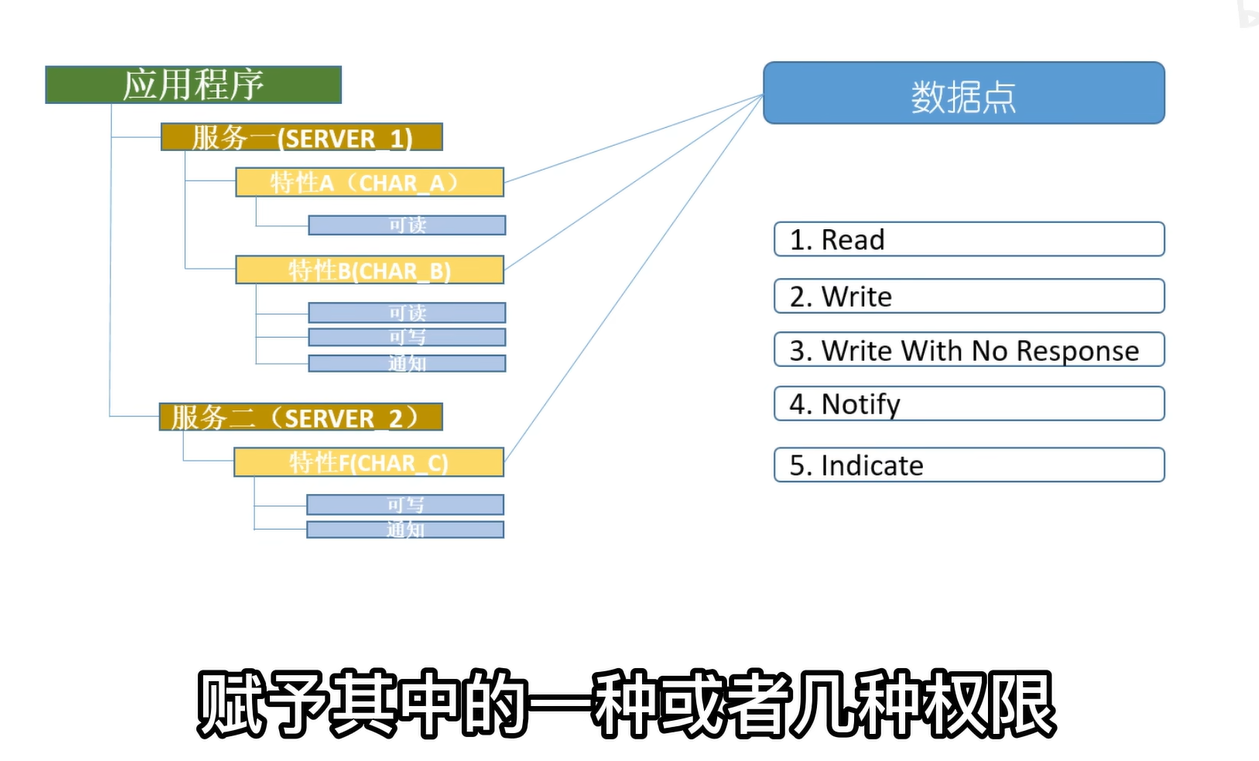 应用程序
服务一(SERVER_1)
特性A（CHAR_A）
可读
特性B(CHAR_B)
可读
可写
通知
服务二（SERVER_2）
特性F(CHAR_C)
可写
通知
数据点
1. Read
2. Write
3. Write With No Response
4. Notify
5. Indicate
赋予其中的一种或者几种权限